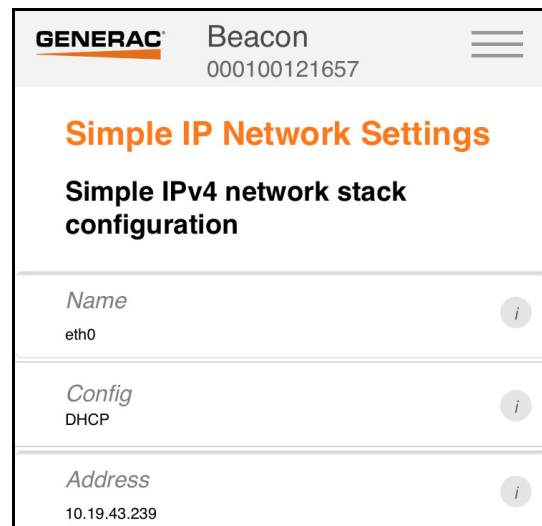 GENERAC
Beacon
000100121657
Simple IP Network Settings
Simple IPv4 network stack
configuration
Name
i
eth0
Config
i
DHCP
Address
i
10.19.43.239